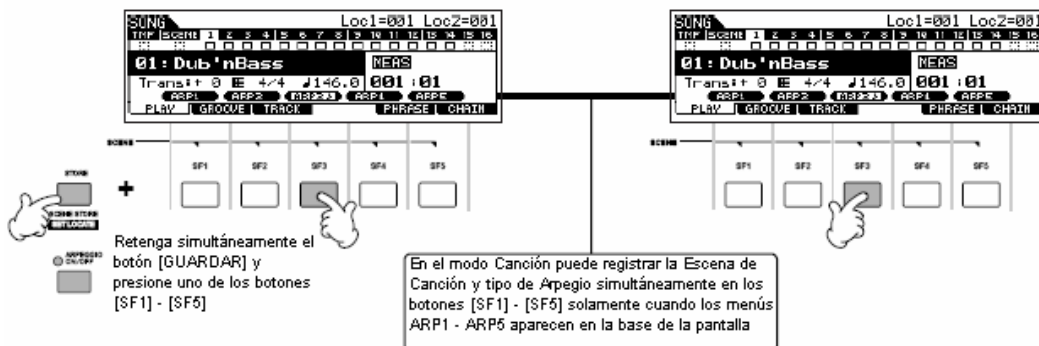 SONG Loc1=001 Loc2=001
TMP SCENE 1 2 3 4 5 6 7 8 9 10 11 12 13 14 15 16
01:Dub'nBass MEAS
Trans:+ 0 4/4 ♩146.0 001:01
ARP1 ARP2 ARP4 ARP5
PLAY GROOVE TRACK PHRASE CHAIN
SCENE
SF1 SF2 SF3 SF4 SF5
STORE
+
SCENE STORE
SET LOCATE
ARPEGGIO
ON/OFF
Retenga simultáneamente el
botón [GUARDAR] y
presione uno de los botones
[SF1] - [SF5]
SONG Loc1=001 Loc2=001
TMP SCENE 1 2 3 4 5 6 7 8 9 10 11 12 13 14 15 16
01:Dub'nBass MEAS
Trans:+ 0 4/4 ♩146.0 001:01
ARP1 ARP2 ARP4 ARP5
PLAY GROOVE TRACK PHRASE CHAIN
SCENE
SF1 SF2 SF3 SF4 SF5
En el modo Canción puede registrar la Escena de
Canción y tipo de Arpegio simultáneamente en los
botones [SF1] - [SF5] solamente cuando los menús
ARP1 - ARP5 aparecen en la base de la pantalla